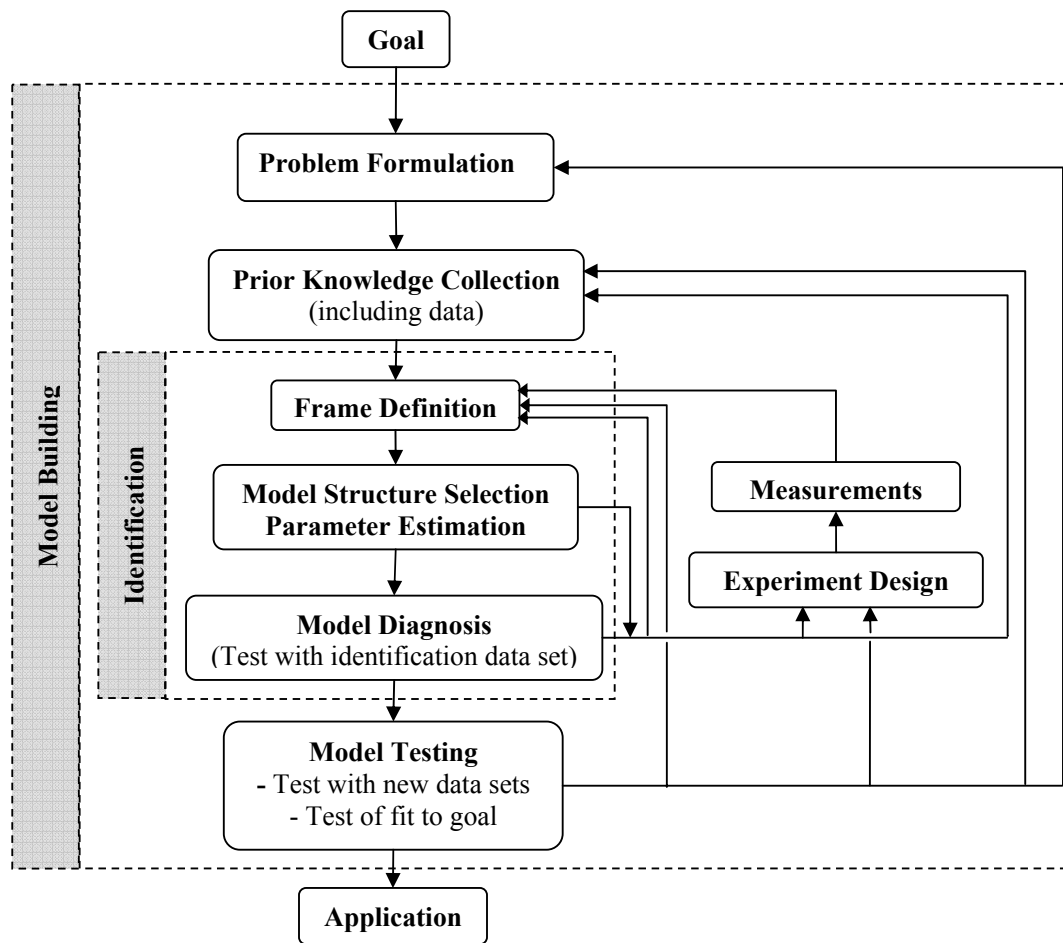 Goal
Problem Formulation
Prior Knowledge Collection
(including data)
Frame Definition
Model Structure Selection
Parameter Estimation
Model Diagnosis
(Test with identification data set)
Model Testing
- Test with new data sets
- Test of fit to goal
Application
Measurements
Experiment Design
Model Building
Identification